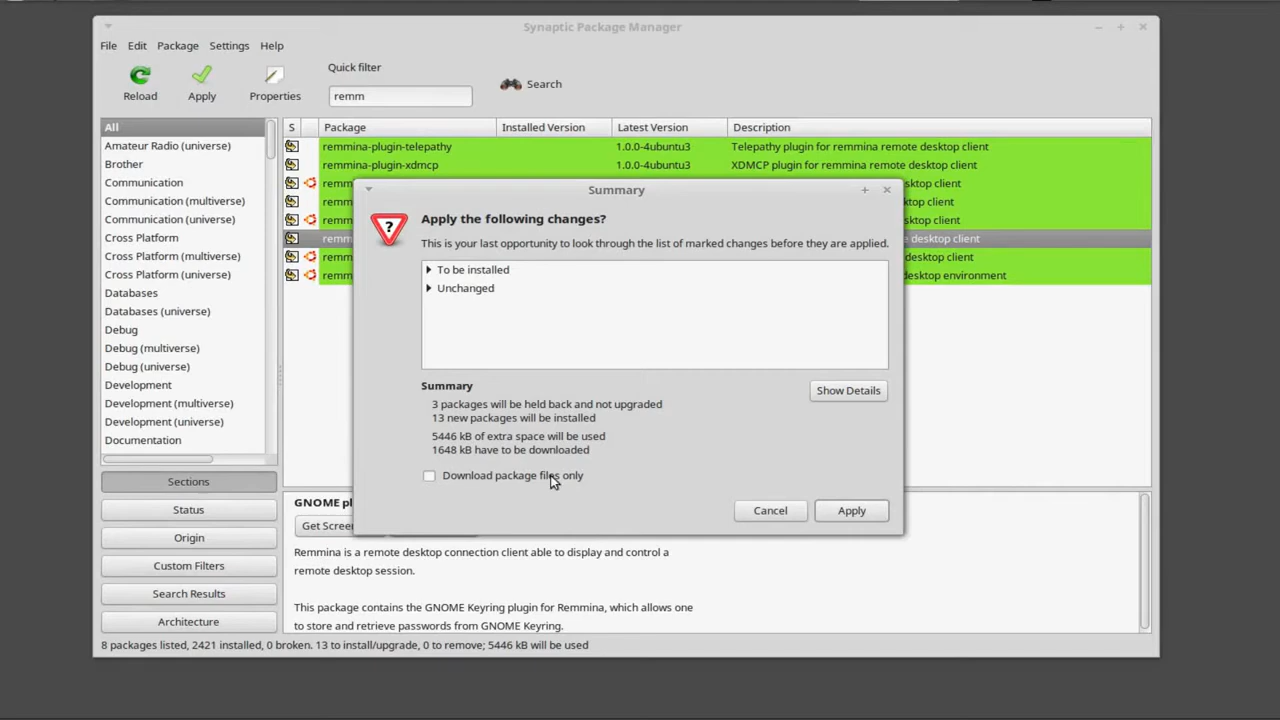 Synaptic Package Manager
File Edit Package Settings Help
Quick filter
Reload Apply Properties remm Search
All
Amateur Radio (universe)
Brother
Communication
Communication (multiverse)
Communication (universe)
Cross Platform
Cross Platform (multiverse)
Cross Platform (universe)
Databases
Databases (universe)
Debug
Debug (multiverse)
Debug (universe)
Development
Development (multiverse)
Development (universe)
Documentation
Sections
Status
Origin
Custom Filters
Search Results
Architecture
S Package Installed Version Latest Version Description
remmina-plugin-telepathy 1.0.0-4ubuntu3 Telepathy plugin for remmina remote desktop client
remmina-plugin-xdmcp 1.0.0-4ubuntu3 XDMCP plugin for remmina remote desktop client
remm desktop client
remm desktop client
remm desktop client
remm desktop client
remm desktop client
remm desktop environment
Summary
Apply the following changes?
This is your last opportunity to look through the list of marked changes before they are applied.
To be installed
Unchanged
Summary
Show Details
3 packages will be held back and not upgraded
13 new packages will be installed
5446 kB of extra space will be used
1648 kB have to be downloaded
Download package files only
Cancel Apply
GNOME pl
Get Screen
Remmina is a remote desktop connection client able to display and control a
remote desktop session.
This package contains the GNOME Keyring plugin for Remmina, which allows one
to store and retrieve passwords from GNOME Keyring.
8 packages listed, 2421 installed, 0 broken. 13 to install/upgrade, 0 to remove; 5446 kB will be used